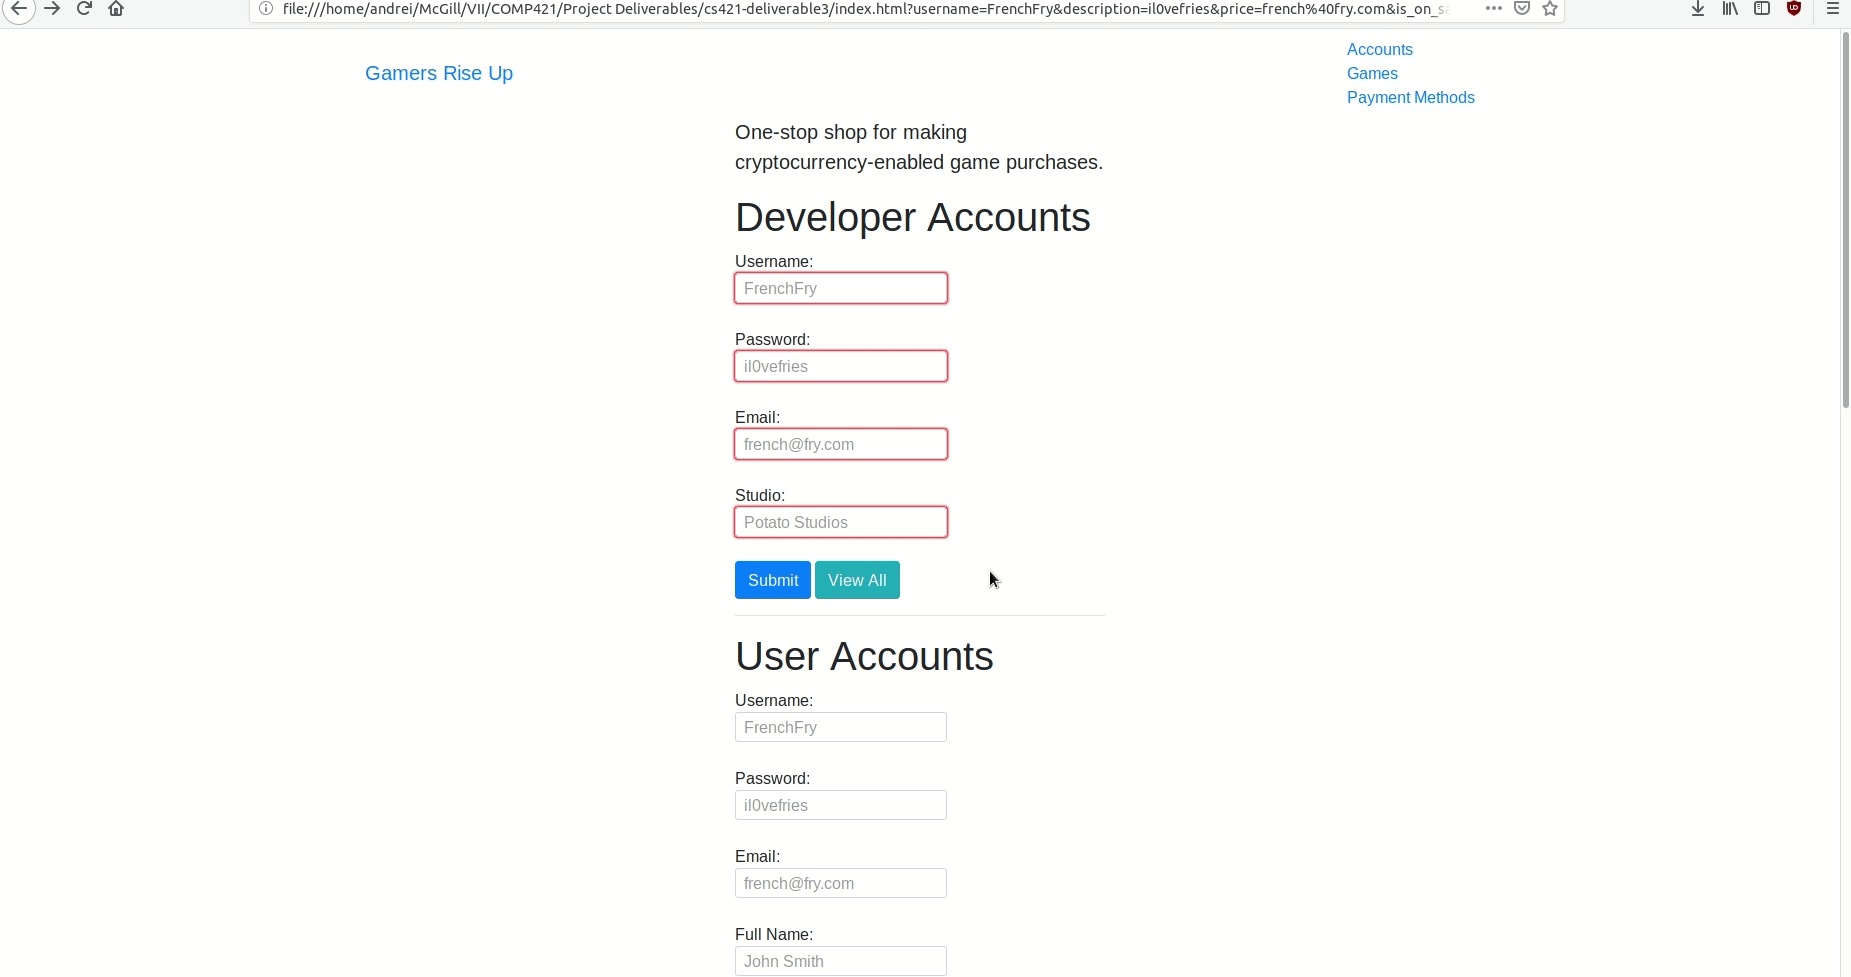 file:///home/andrei/McGill/VII/COMP421/Project Deliverables/cs421-deliverable3/index.html?username=FrenchFry&description=il0vefries&price=french%40fry.com&is_on_s
Gamers Rise Up
Accounts
Games
Payment Methods
One-stop shop for making
cryptocurrency-enabled game purchases.
Developer Accounts
Username:
FrenchFry
Password:
il0vefries
Email:
french@fry.com
Studio:
Potato Studios
Submit View All
User Accounts
Username:
FrenchFry
Password:
il0vefries
Email:
french@fry.com
Full Name:
John Smith